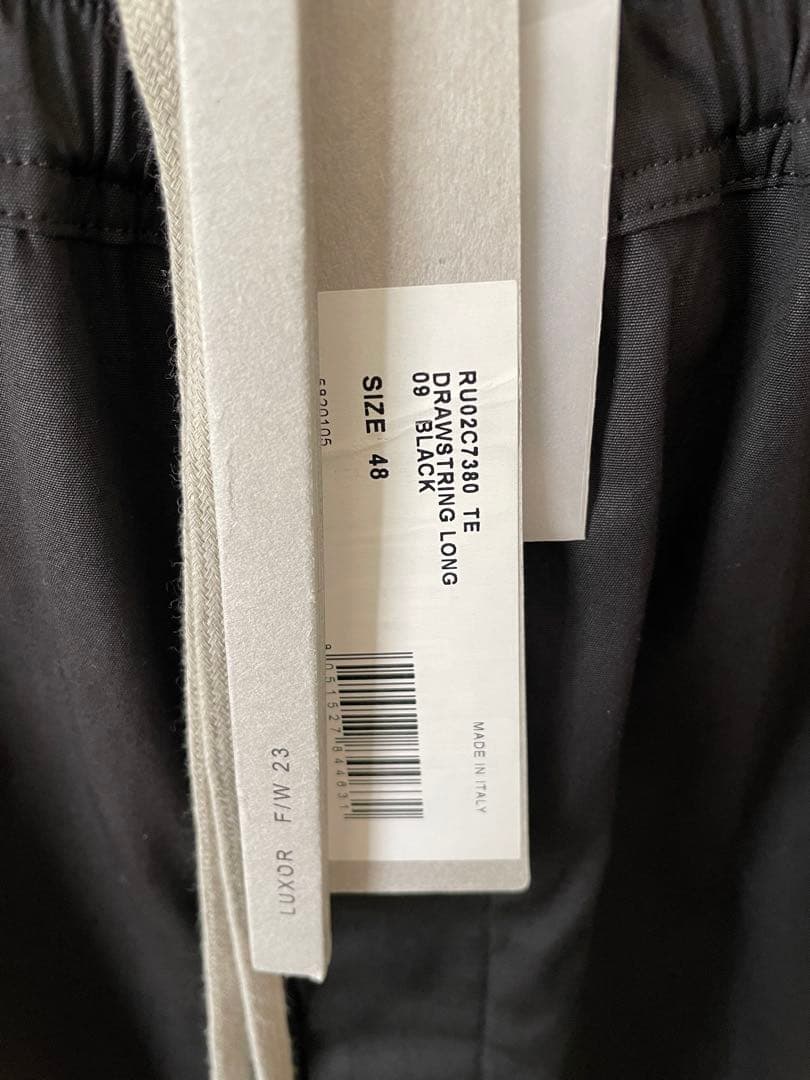 RU02C7380 TE
DRAWSTRING LONG
09 BLACK
SIZE 48
MADE IN ITALY
LUXOR F/W 23